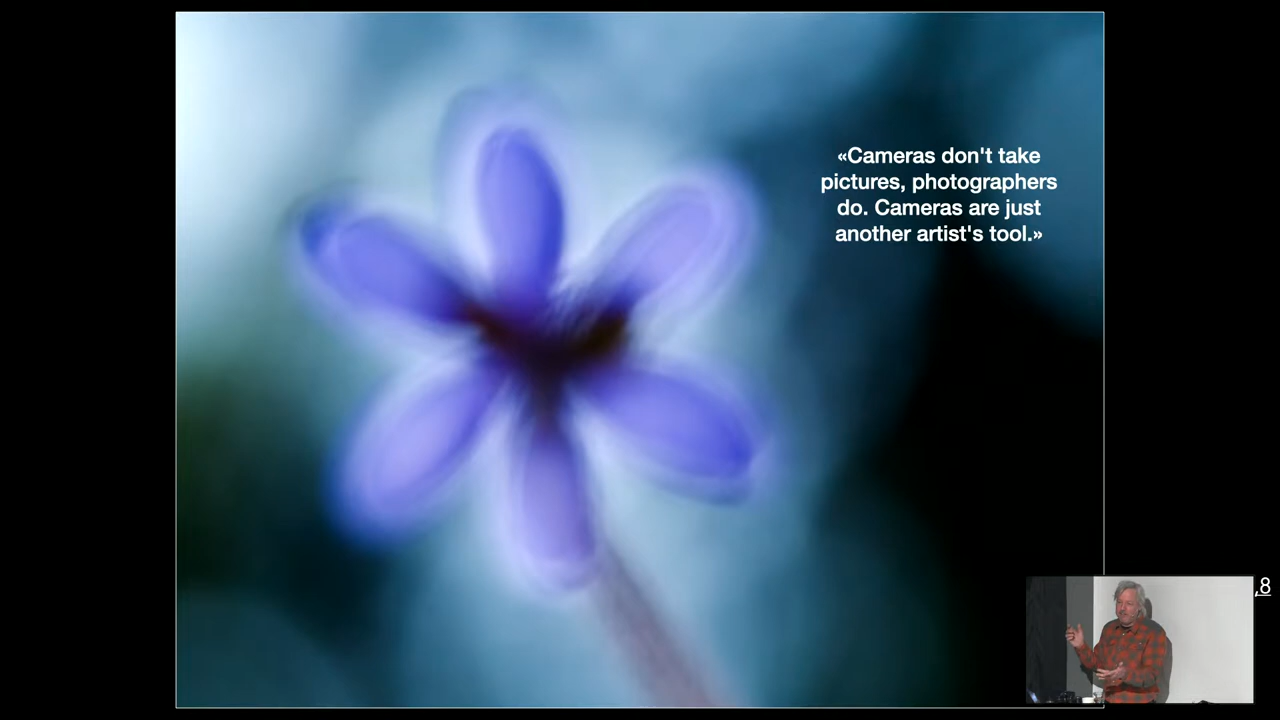 «Cameras don't take
pictures, photographers
do. Cameras are just
another artist's tool.»
,8